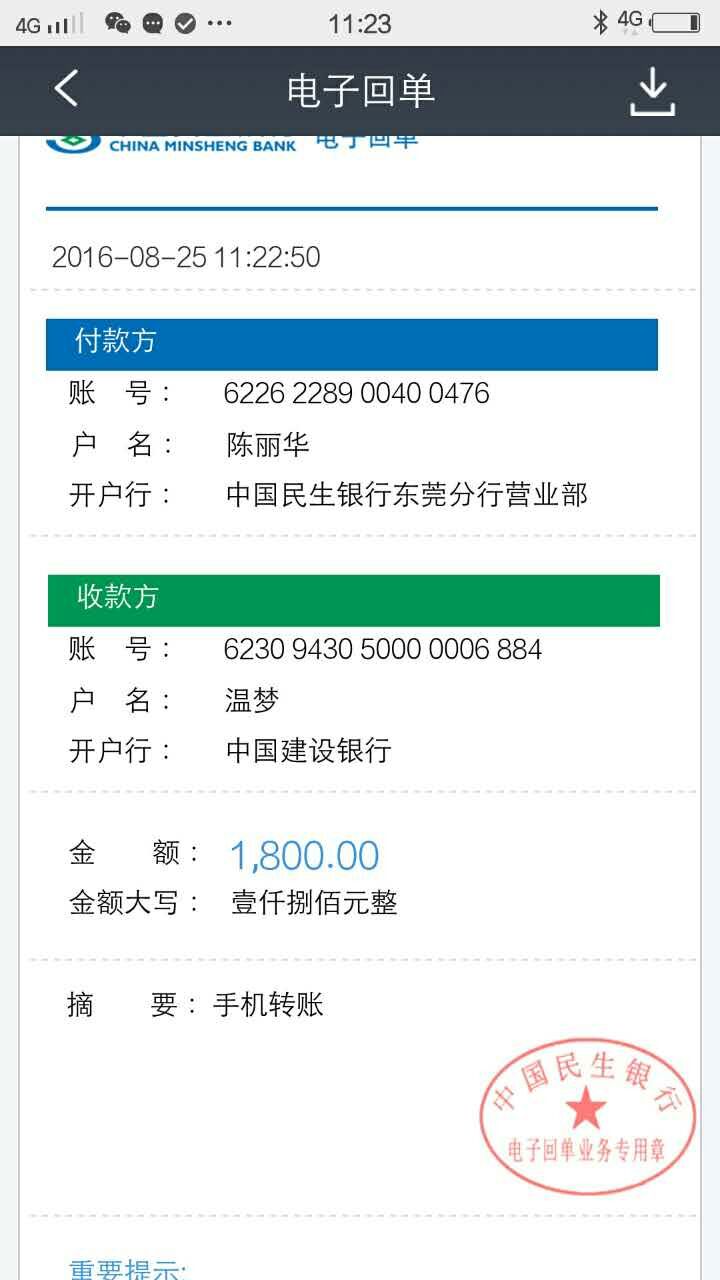 4G 11:23 4G
电子回单
CHINA MINSHENG BANK 电子回单
2016-08-25 11:22:50
付款方
账 号： 6226 2289 0040 0476
户 名： 陈丽华
开户行： 中国民生银行东莞分行营业部
收款方
账 号： 6230 9430 5000 0006 884
户 名： 温梦
开户行： 中国建设银行
金 额： 1,800.00
金额大写： 壹仟捌佰元整
摘 要： 手机转账
中国民生银行
电子回单业务专用章
重要提示: